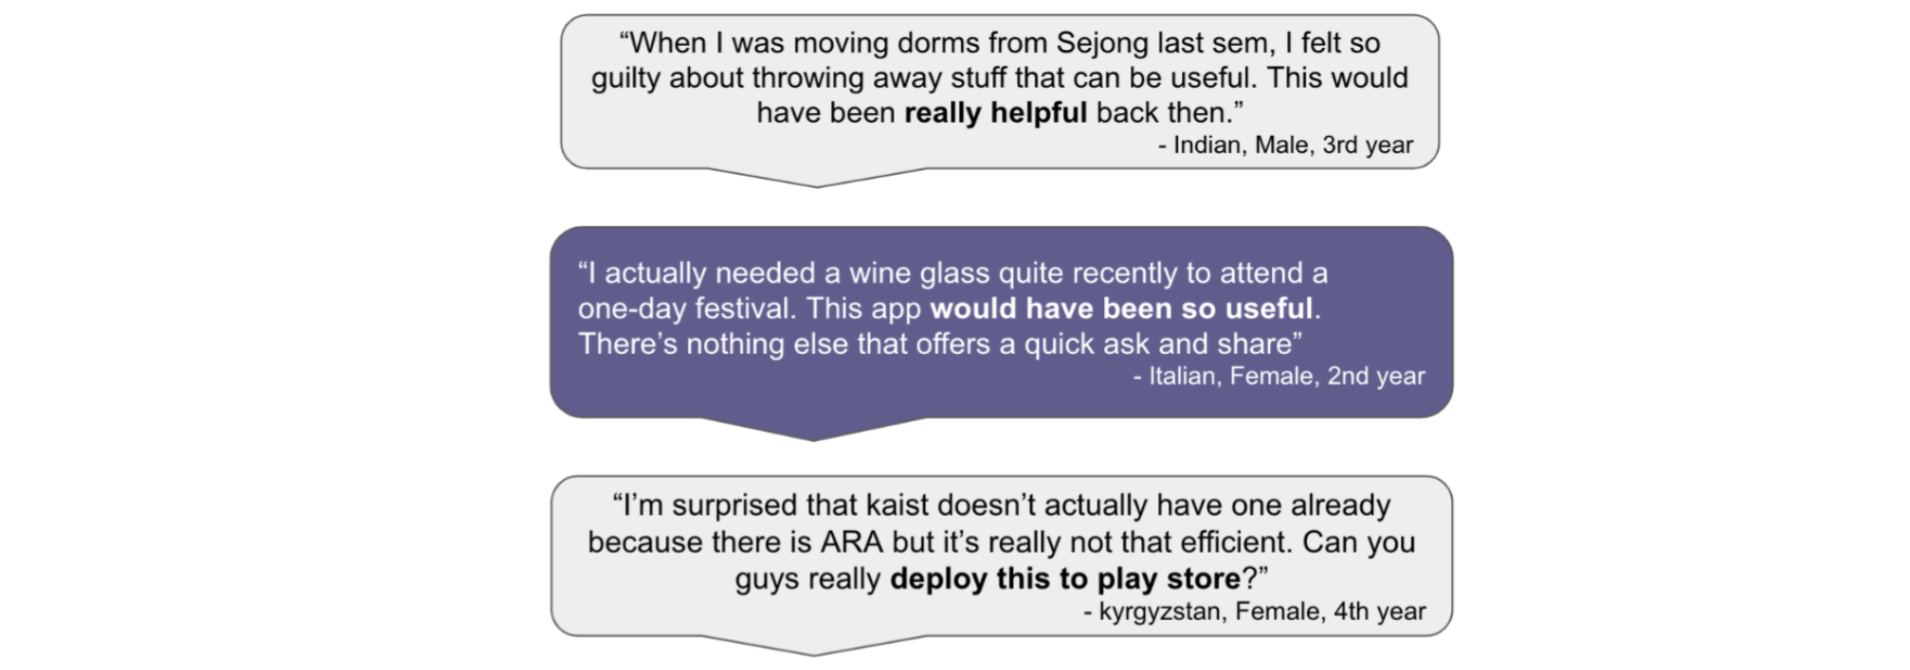 “When I was moving dorms from Sejong last sem, I felt so
guilty about throwing away stuff that can be useful. This would
have been really helpful back then.”
- Indian, Male, 3rd year
“I actually needed a wine glass quite recently to attend a
one-day festival. This app would have been so useful.
There’s nothing else that offers a quick ask and share”
- Italian, Female, 2nd year
“I’m surprised that kaist doesn’t actually have one already
because there is ARA but it’s really not that efficient. Can you
guys really deploy this to play store?”
- kyrgyzstan, Female, 4th year